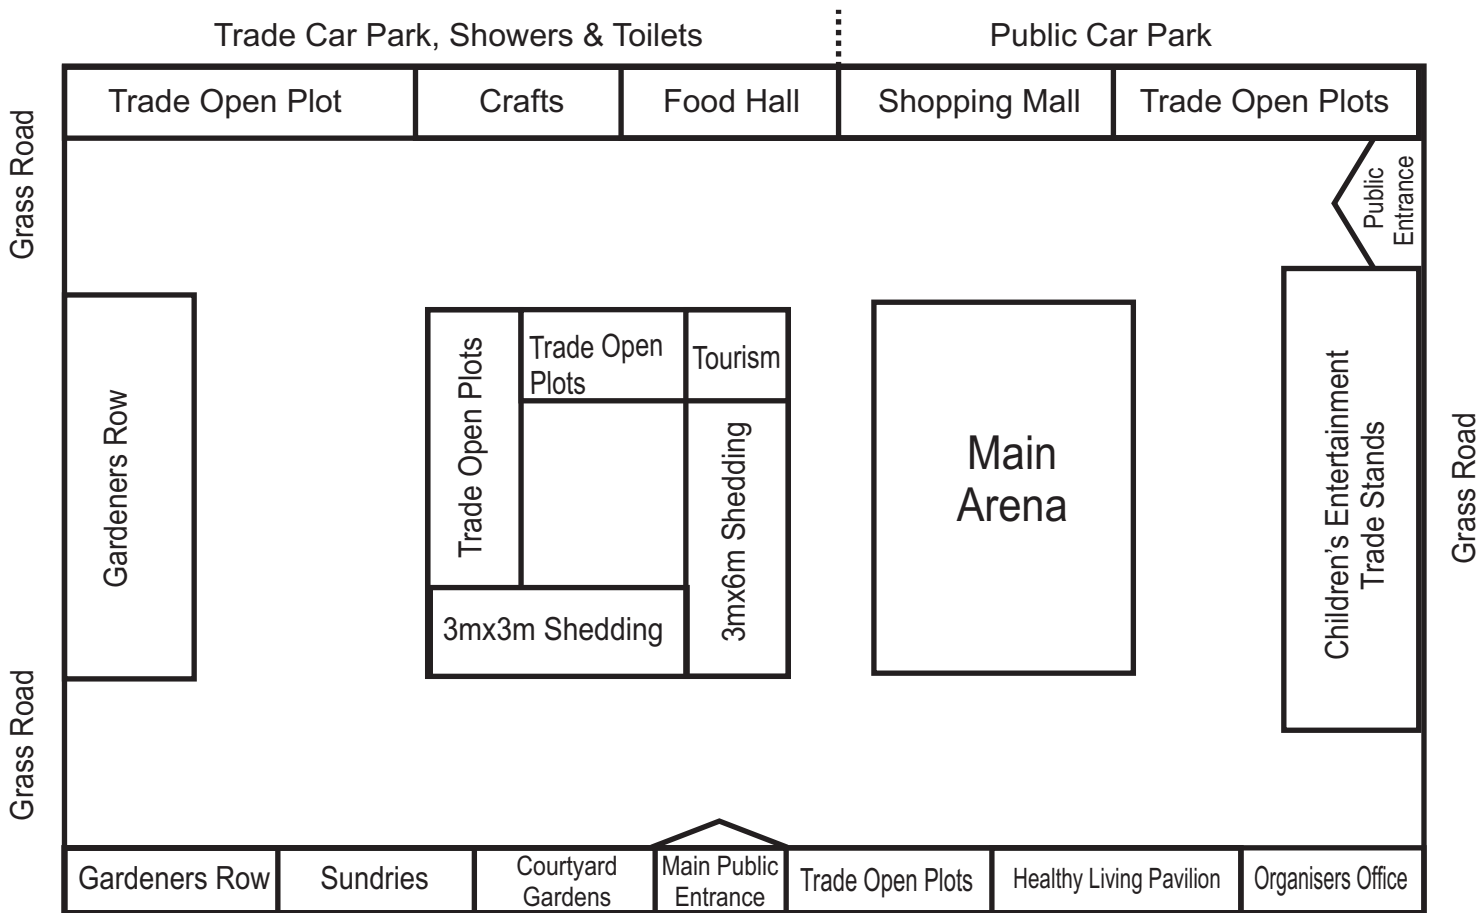 Trade Car Park, Showers & Toilets
Public Car Park
Trade Open Plot
Crafts
Food Hall
Shopping Mall
Trade Open Plots
Grass Road
Public
Entrance
Gardeners Row
Trade Open Plots
Trade Open
Plots
Tourism
3mx6m Shedding
3mx3m Shedding
Main
Arena
Children's Entertainment
Trade Stands
Grass Road
Grass Road
Gardeners Row
Sundries
Courtyard
Gardens
Main Public
Entrance
Trade Open Plots
Healthy Living Pavilion
Organisers Office